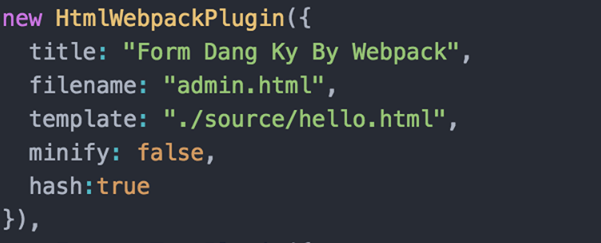 new HtmlWebpackPlugin({
  title: "Form Dang Ky By Webpack",
  filename: "admin.html",
  template: "./source/hello.html",
  minify: false,
  hash:true
}),